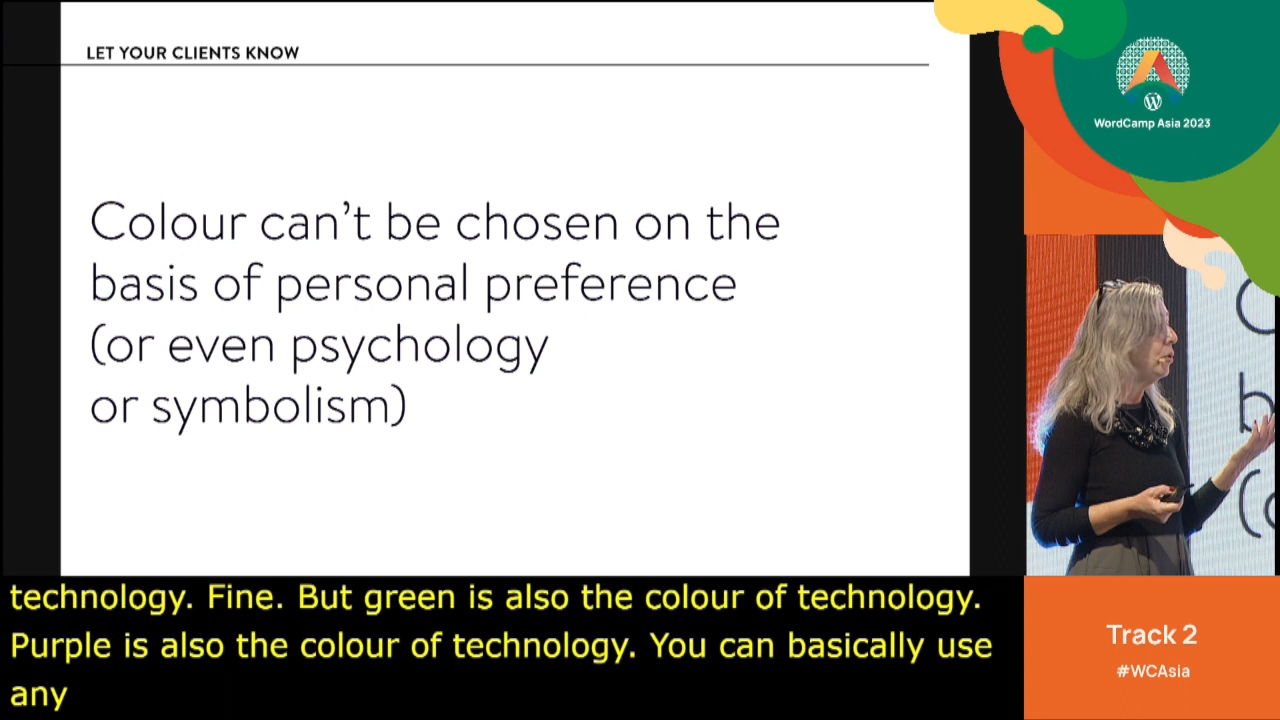 LET YOUR CLIENTS KNOW
Colour can't be chosen on the
basis of personal preference
(or even psychology
or symbolism)
WordCamp Asia 2023
technology. Fine. But green is also the colour of technology.
Purple is also the colour of technology. You can basically use
any
Track 2
#WCAsia